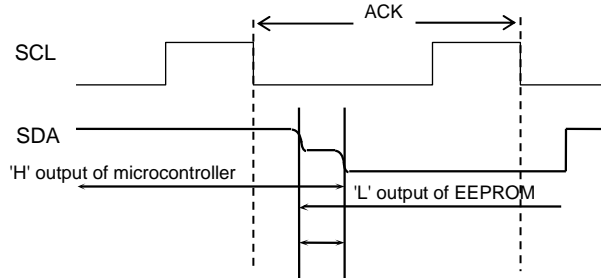 ACK
SCL
SDA
'H' output of microcontroller
'L' output of EEPROM